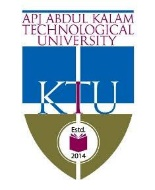 APJ ABDUL KALAM
TECHNOLOGICAL
UNIVERSITY
KTU
Estd.
2014